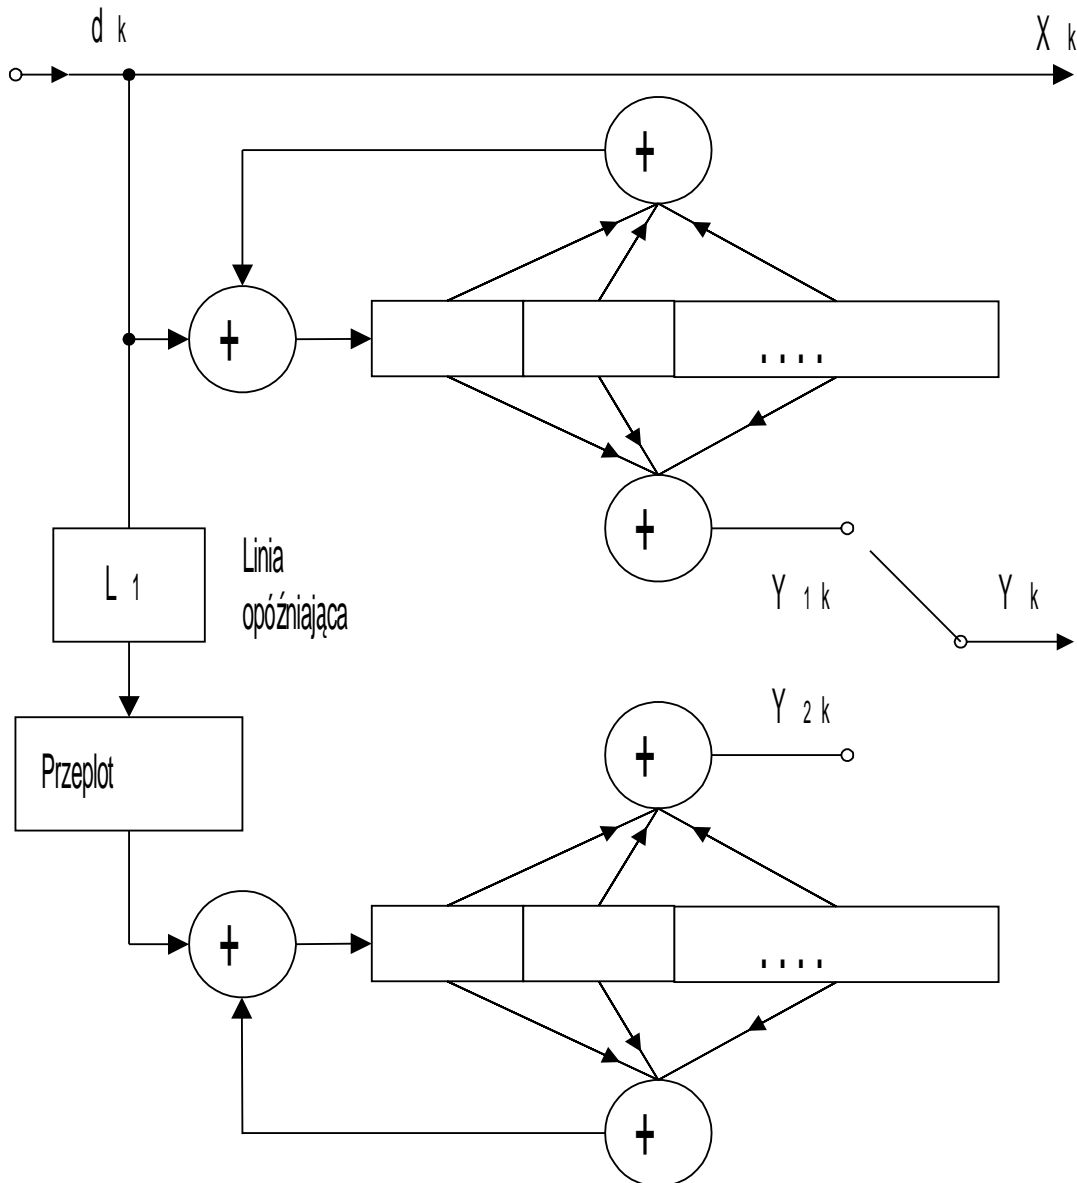 d k
X k
+
+
....
+
L 1
Linia
opóźniająca
Y 1 k
Y k
Y 2 k
+
Przeplot
+
....
+